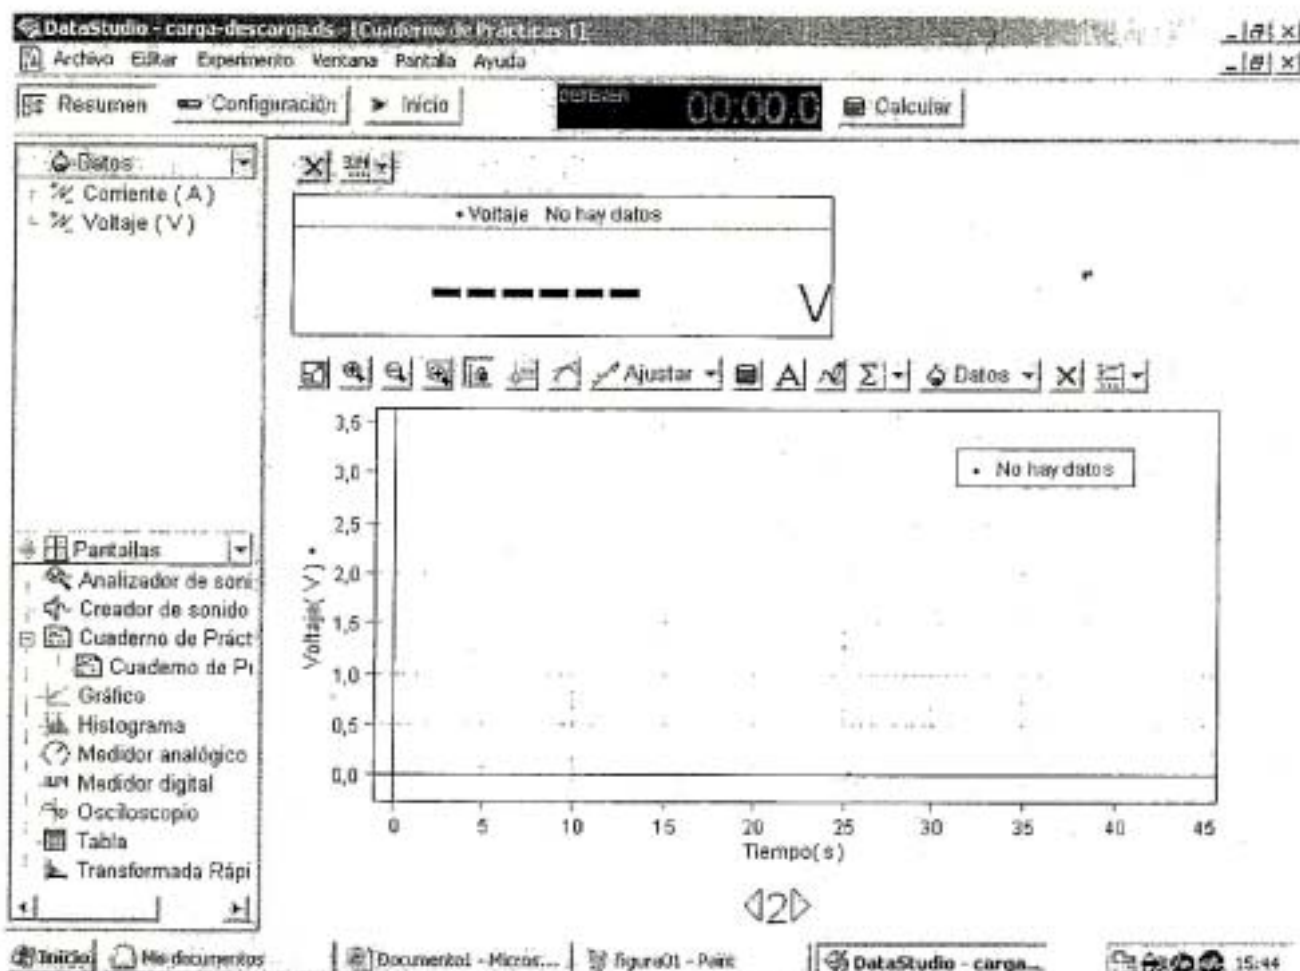 DataStudio - carga-descarga.ds - [Cuaderno de Prácticas 1]
Archivo Editar Experimento Ventana Pantalla Ayuda
Resumen Configuración Inicio 00:00.0 Calcular
Datos
Corriente (A)
Voltaje (V)
Voltaje No hay datos
V
Ajustar A Σ Datos
3,5
3,0
2,5
2,0
1,5
1,0
0,5
0,0
No hay datos
Voltaje( V )
0 5 10 15 20 25 30 35 40 45
Tiempo( s )
2
Pantallas
Analizador de soni
Creador de sonido
Cuaderno de Práct
Cuaderno de Pr
Gráfico
Histograma
Medidor analógico
Medidor digital
Osciloscopio
Tabla
Transformada Rápi
Inicio Mis documentos Documento1 - Micros... figura01 - Paint DataStudio - carga... 15:44